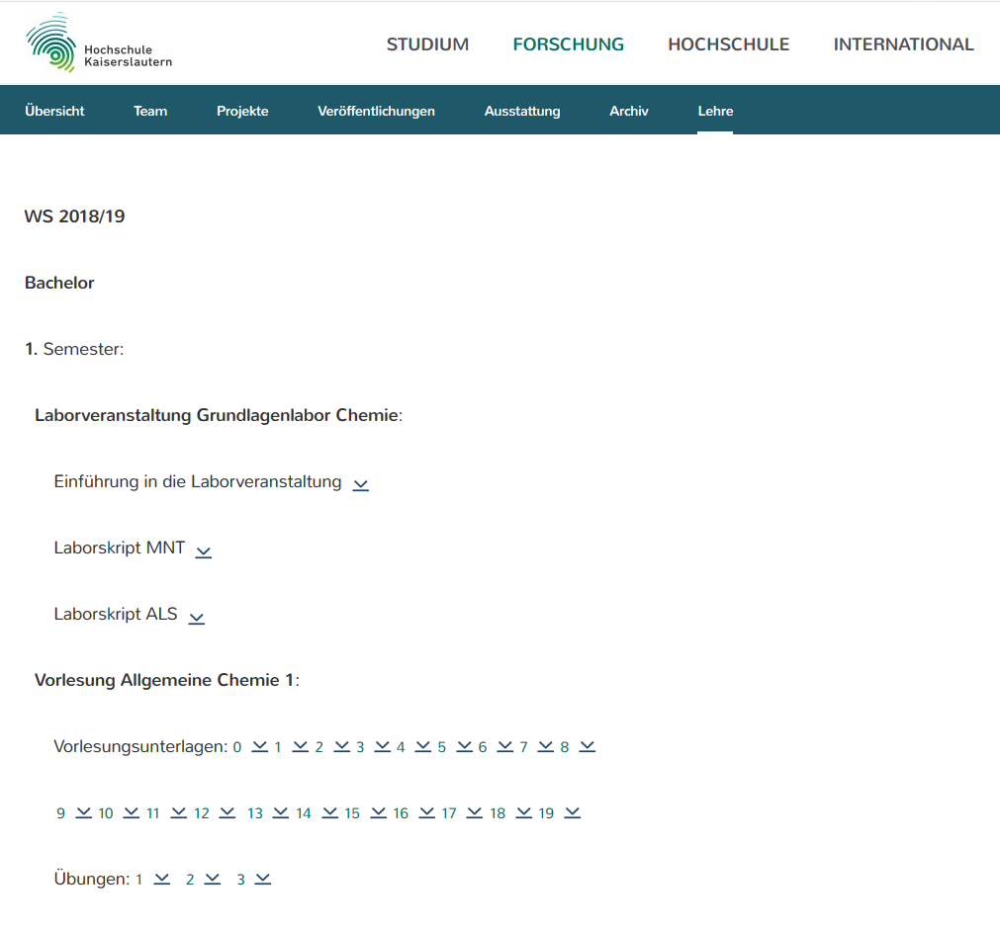 Hochschule
Kaiserslautern
STUDIUM FORSCHUNG HOCHSCHULE INTERNATIONAL
Übersicht Team Projekte Veröffentlichungen Ausstattung Archiv Lehre
WS 2018/19
Bachelor
1. Semester:
Laborveranstaltung Grundlagenlabor Chemie:
Einführung in die Laborveranstaltung
Laborskript MNT
Laborskript ALS
Vorlesung Allgemeine Chemie 1:
Vorlesungsunterlagen: 0 1 2 3 4 5 6 7 8
9 10 11 12 13 14 15 16 17 18 19
Übungen: 1 2 3